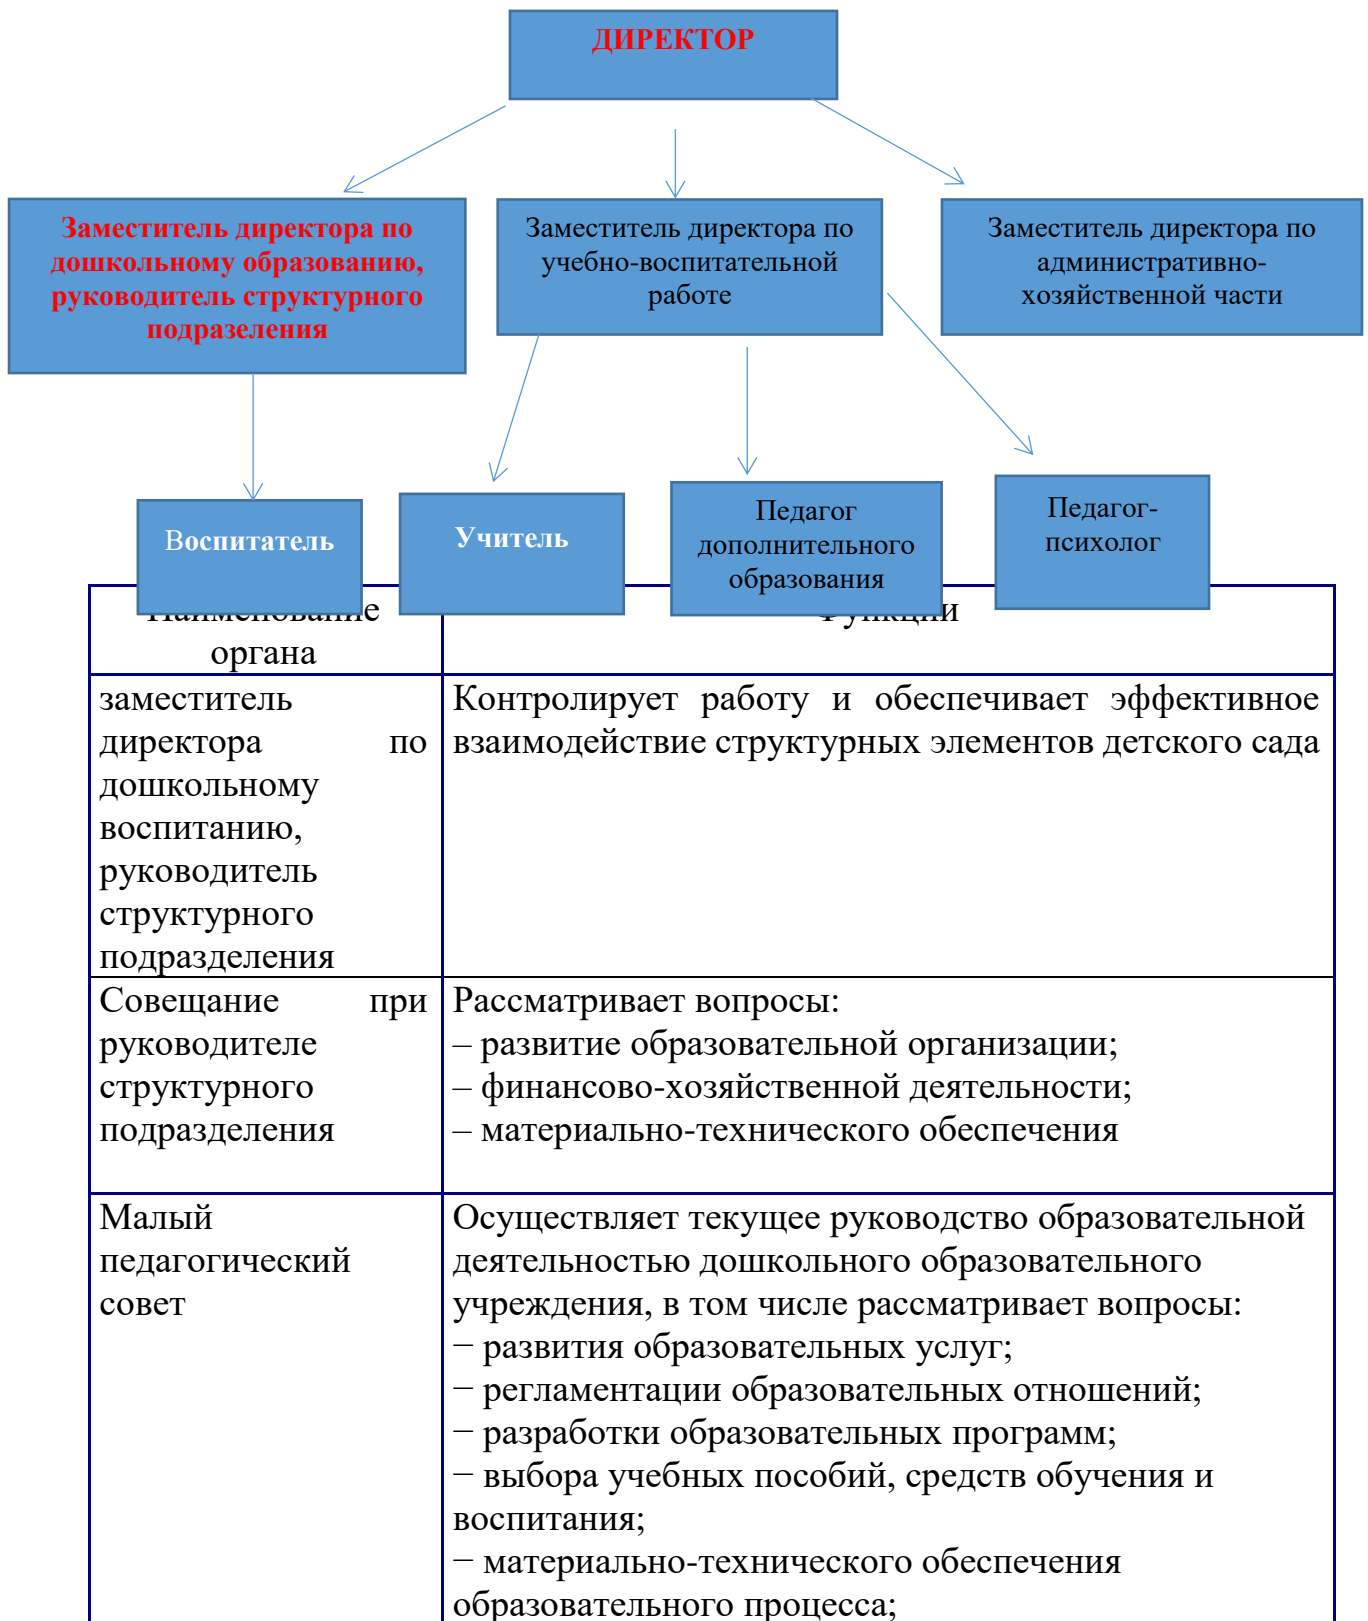 ДИРЕКТОР
Заместитель директора по
дошкольному образованию,
руководитель структурного
подразеления
Заместитель директора по
учебно-воспитательной
работе
Заместитель директора по
административно-
хозяйственной части
Воспитатель
Учитель
Педагог
дополнительного
образования
Педагог-
психолог
Наименование
органа
Функции
заместитель
директора по
дошкольному
воспитанию,
руководитель
структурного
подразделения
Контролирует работу и обеспечивает эффективное
взаимодействие структурных элементов детского сада
Совещание при
руководителе
структурного
подразделения
Рассматривает вопросы:
– развитие образовательной организации;
– финансово-хозяйственной деятельности;
– материально-технического обеспечения
Малый
педагогический
совет
Осуществляет текущее руководство образовательной
деятельностью дошкольного образовательного
учреждения, в том числе рассматривает вопросы:
− развития образовательных услуг;
− регламентации образовательных отношений;
− разработки образовательных программ;
− выбора учебных пособий, средств обучения и
воспитания;
− материально-технического обеспечения
образовательного процесса;